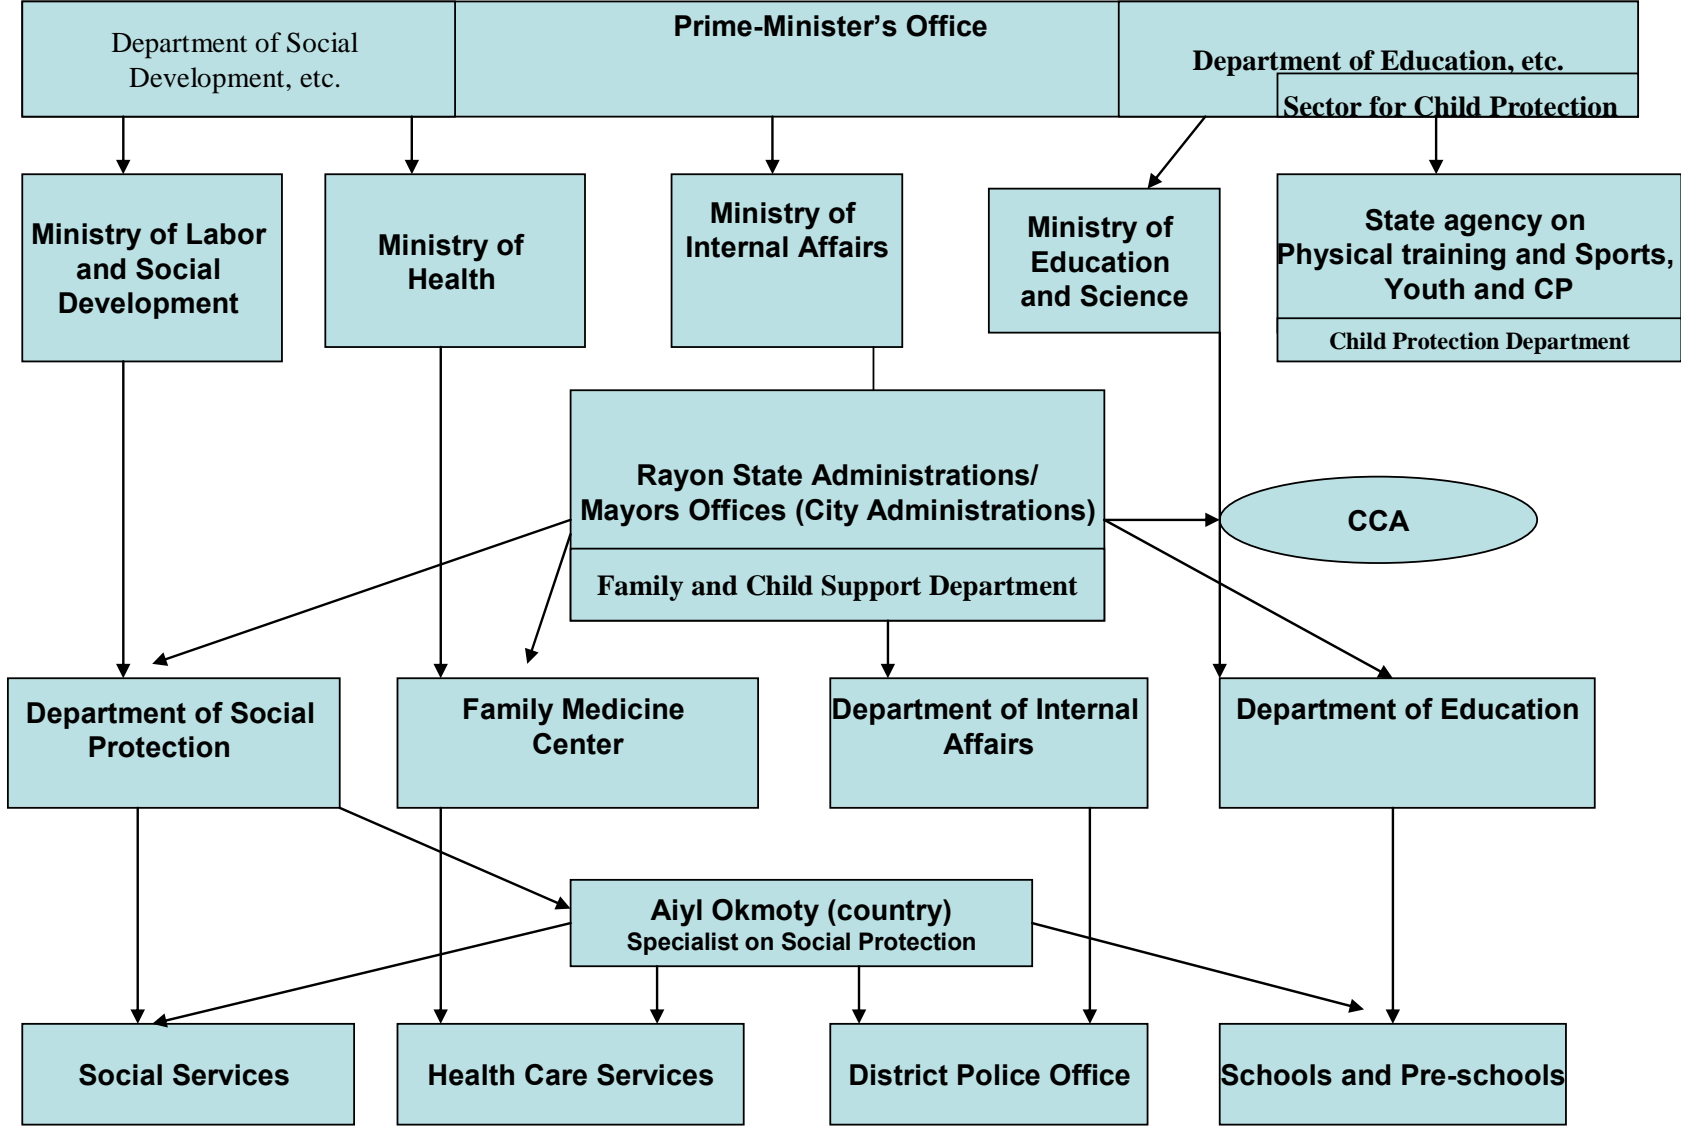 Department of Social
Development, etc.
Prime-Minister’s Office
Department of Education, etc.
Sector for Child Protection
Ministry of Labor
and Social
Development
Ministry of
Health
Ministry of
Internal Affairs
Ministry of
Education
and Science
State agency on
Physical training and Sports,
Youth and CP
Child Protection Department
Rayon State Administrations/
Mayors Offices (City Administrations)
Family and Child Support Department
CCA
Department of Social
Protection
Family Medicine
Center
Department of Internal
Affairs
Department of Education
Aiyl Okmoty (country)
Specialist on Social Protection
Social Services
Health Care Services
District Police Office
Schools and Pre-schools